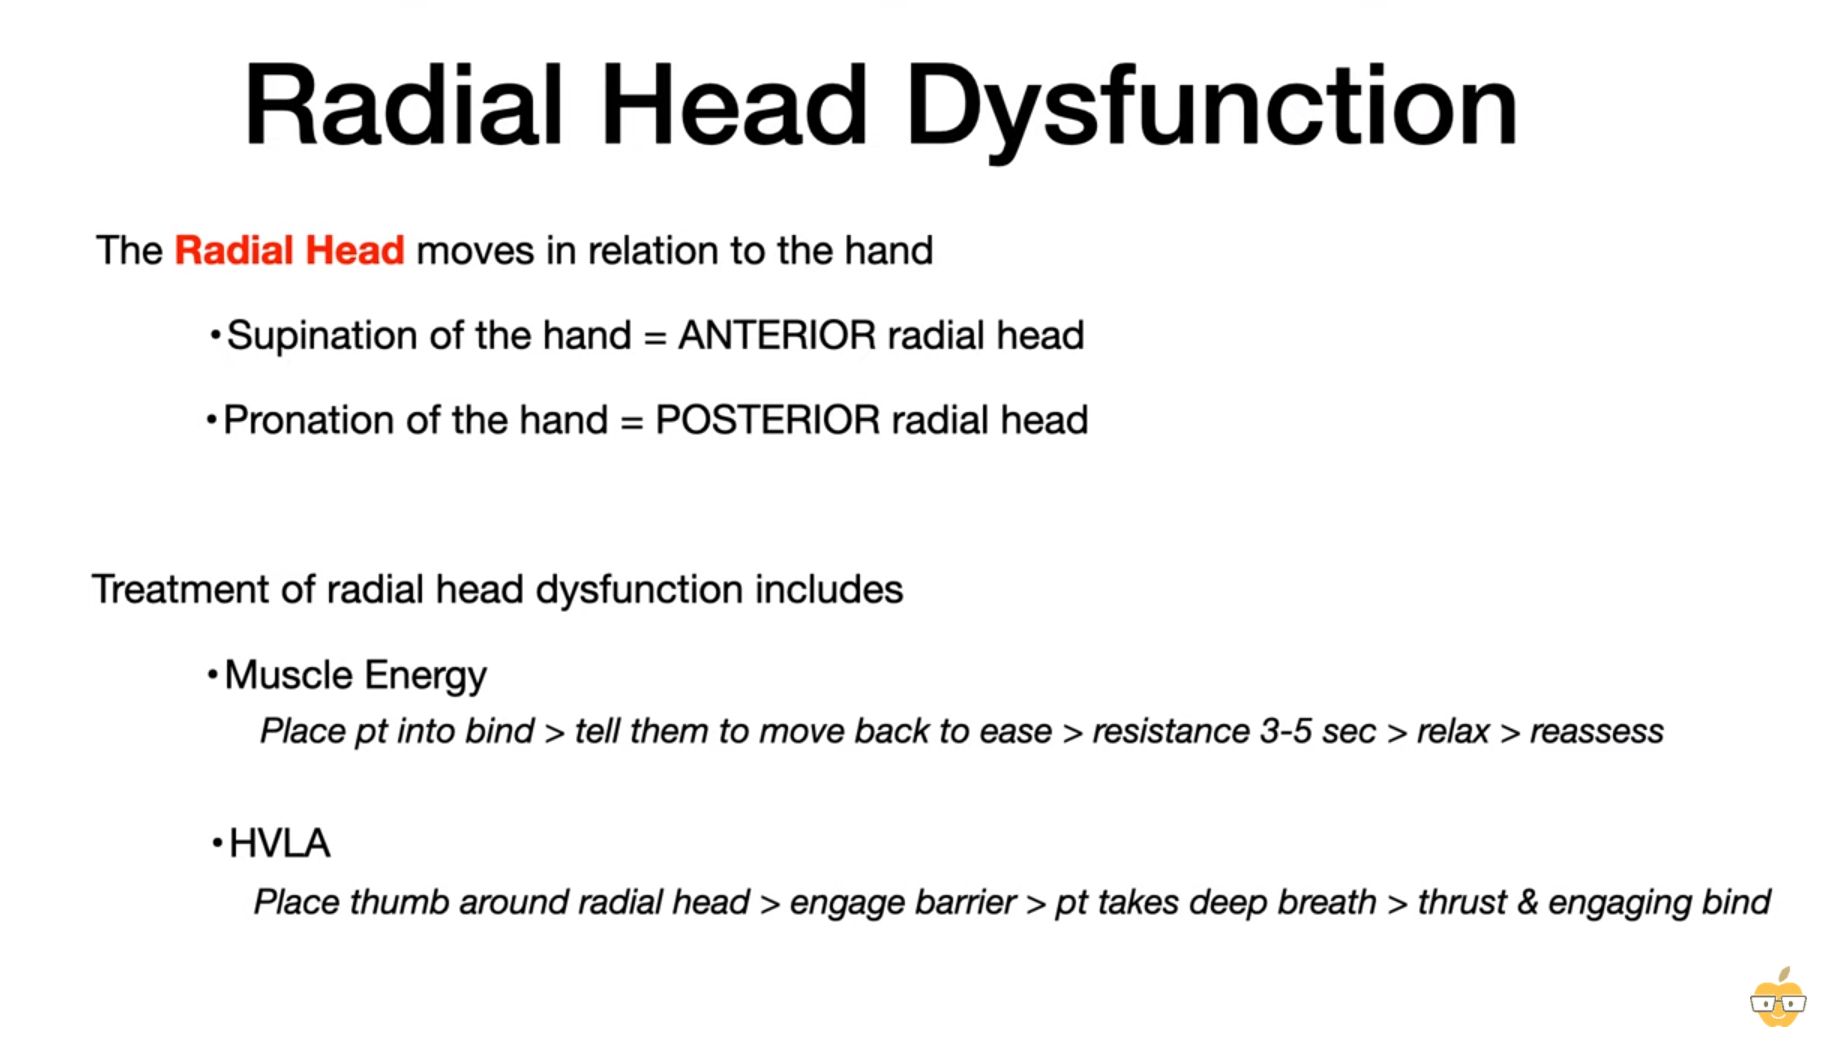 Radial Head Dysfunction
The Radial Head moves in relation to the hand
•Supination of the hand = ANTERIOR radial head
•Pronation of the hand = POSTERIOR radial head
Treatment of radial head dysfunction includes
•Muscle Energy
Place pt into bind > tell them to move back to ease > resistance 3-5 sec > relax > reassess
•HVLA
Place thumb around radial head > engage barrier > pt takes deep breath > thrust & engaging bind